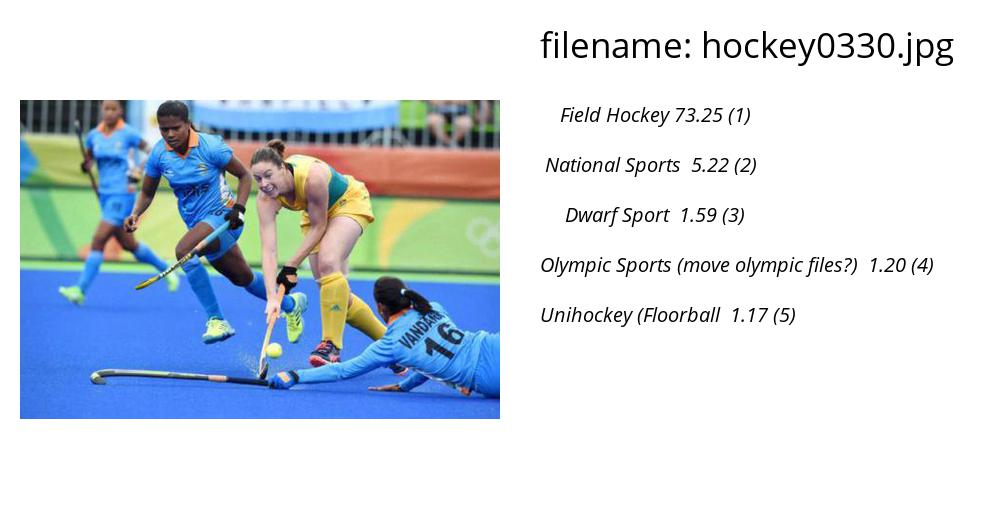 filename: hockey0330.jpg
Field Hockey 73.25 (1)
National Sports 5.22 (2)
Dwarf Sport 1.59 (3)
Olympic Sports (move olympic files?) 1.20 (4)
Unihockey (Floorball 1.17 (5)
16